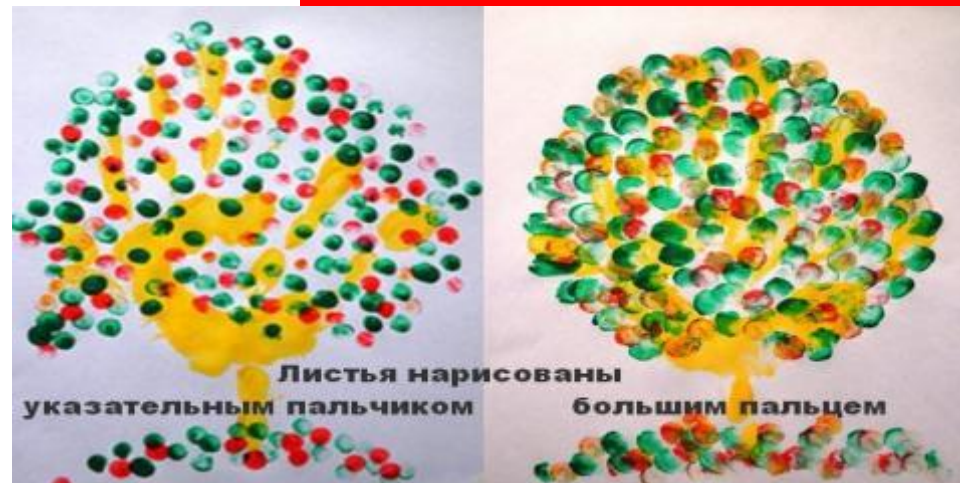 Листья нарисованы
указательным пальчиком большим пальцем